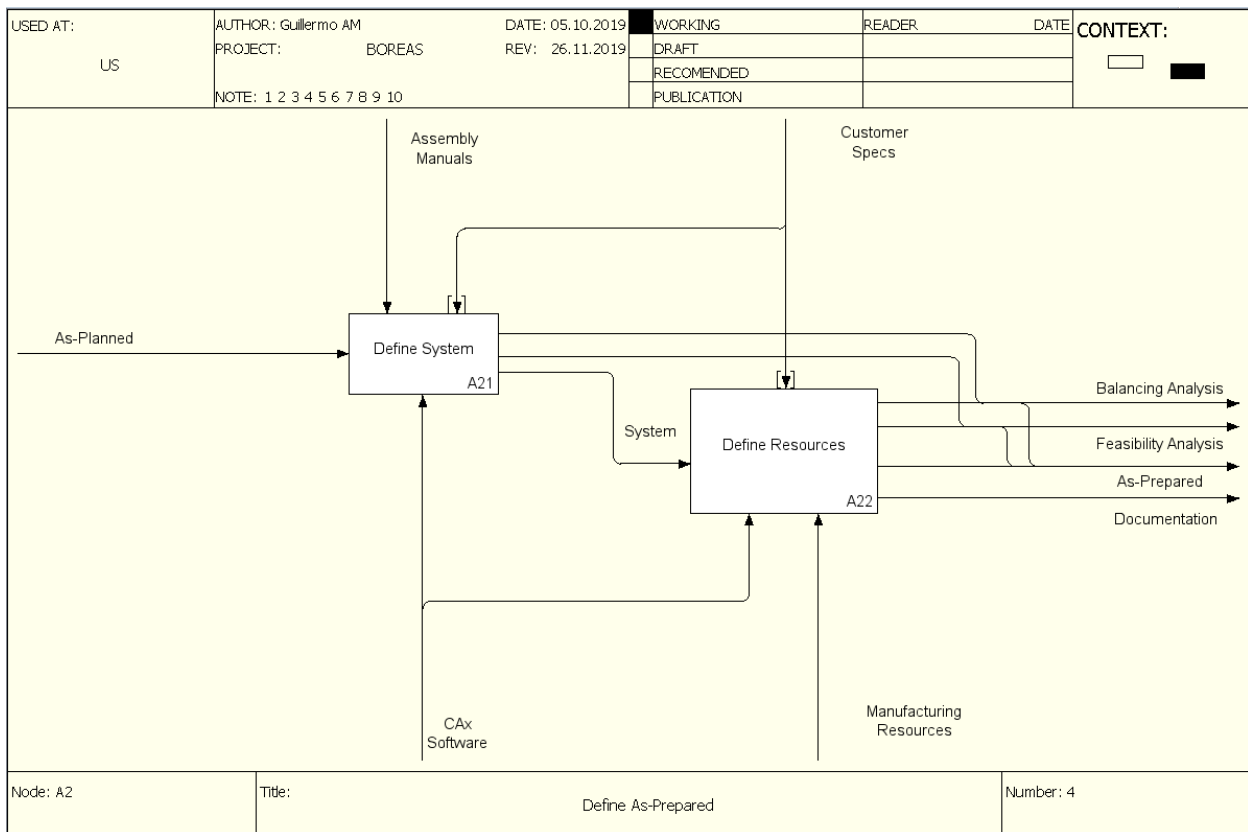 USED AT:
US
AUTHOR: Guillermo AM
DATE: 05.10.2019
PROJECT: BOREAS
REV: 26.11.2019
NOTE: 1 2 3 4 5 6 7 8 9 10
WORKING
DRAFT
RECOMENDED
PUBLICATION
READER
DATE
CONTEXT:
Assembly
Manuals
Customer
Specs
As-Planned
Define System
A21
System
Define Resources
A22
Balancing Analysis
Feasibility Analysis
As-Prepared
Documentation
CAx
Software
Manufacturing
Resources
Node: A2
Title:
Define As-Prepared
Number: 4